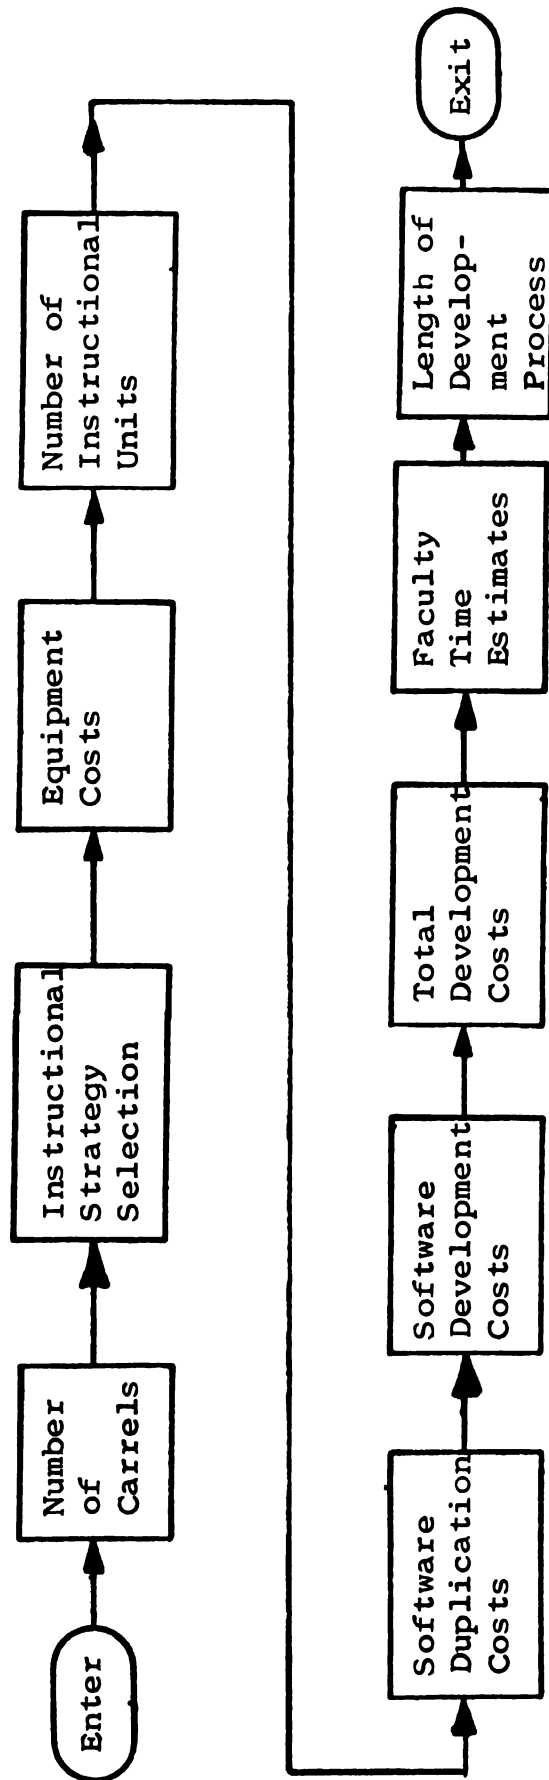 Enter
Number
of
Carrels
Instructional
Strategy
Selection
Equipment
Costs
Number of
Instructional
Units
Software
Duplication
Costs
Software
Development
Costs
Total
Development
Costs
Faculty
Time
Estimates
Length of
Develop-
ment
Process
Exit